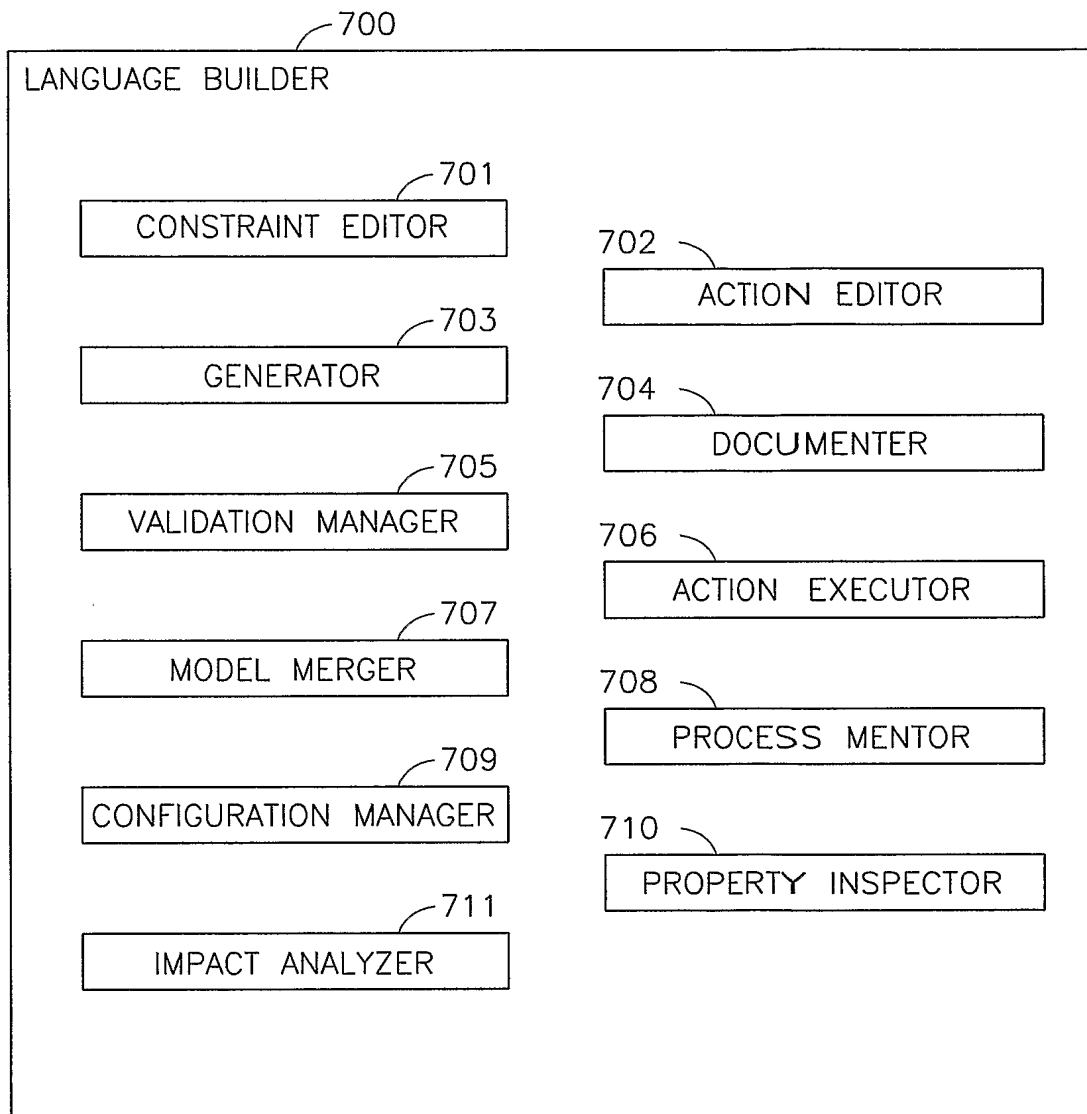 700
LANGUAGE BUILDER
701
CONSTRAINT EDITOR
702
ACTION EDITOR
703
GENERATOR
704
DOCUMENTER
705
VALIDATION MANAGER
706
ACTION EXECUTOR
707
MODEL MERGER
708
PROCESS MENTOR
709
CONFIGURATION MANAGER
710
PROPERTY INSPECTOR
711
IMPACT ANALYZER